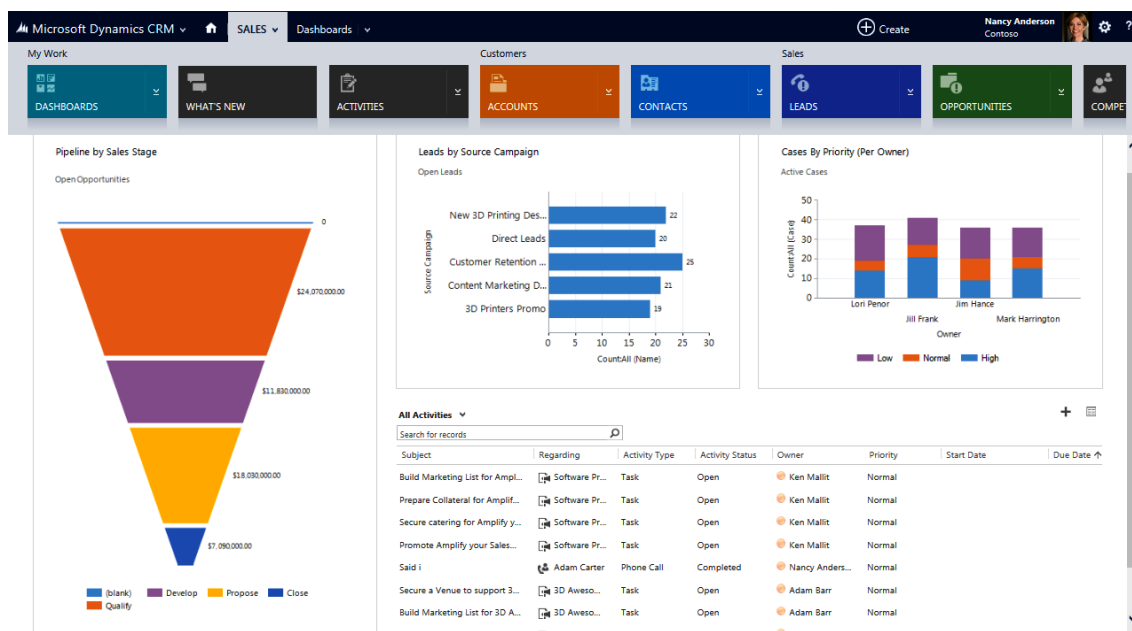 Microsoft Dynamics CRM
SALES
Dashboards
Create
Nancy Anderson
Contoso
?
My Work
Customers
Sales
DASHBOARDS
WHAT'S NEW
ACTIVITIES
ACCOUNTS
CONTACTS
LEADS
OPPORTUNITIES
COMPE
Pipeline by Sales Stage
Open Opportunities
0
$24,070,000.00
$11,830,000.00
$18,030,000.00
$7,090,000.00
(blank)
Develop
Propose
Close
Qualify
Leads by Source Campaign
Open Leads
Source Campaign
New 3D Printing Des... 22
Direct Leads 20
Customer Retention ... 25
Content Marketing D... 21
3D Printers Promo 19
0 5 10 15 20 25 30
Count:All (Name)
Cases By Priority (Per Owner)
Active Cases
Count:All (Case)
50
40
30
20
10
0
Lori Penor
Jill Frank
Jim Hance
Mark Harrington
Owner
Low Normal High
All Activities
Search for records
Subject Regarding Activity Type Activity Status Owner Priority Start Date Due Date
Build Marketing List for Ampl... Software Pr... Task Open Ken Mallit Normal
Prepare Collateral for Amplif... Software Pr... Task Open Ken Mallit Normal
Secure catering for Amplify y... Software Pr... Task Open Ken Mallit Normal
Promote Amplify your Sales... Software Pr... Task Open Ken Mallit Normal
Said i Adam Carter Phone Call Completed Nancy Anders... Normal
Secure a Venue to support 3... 3D Aweso... Task Open Adam Barr Normal
Build Marketing List for 3D A... 3D Aweso... Task Open Adam Barr Normal